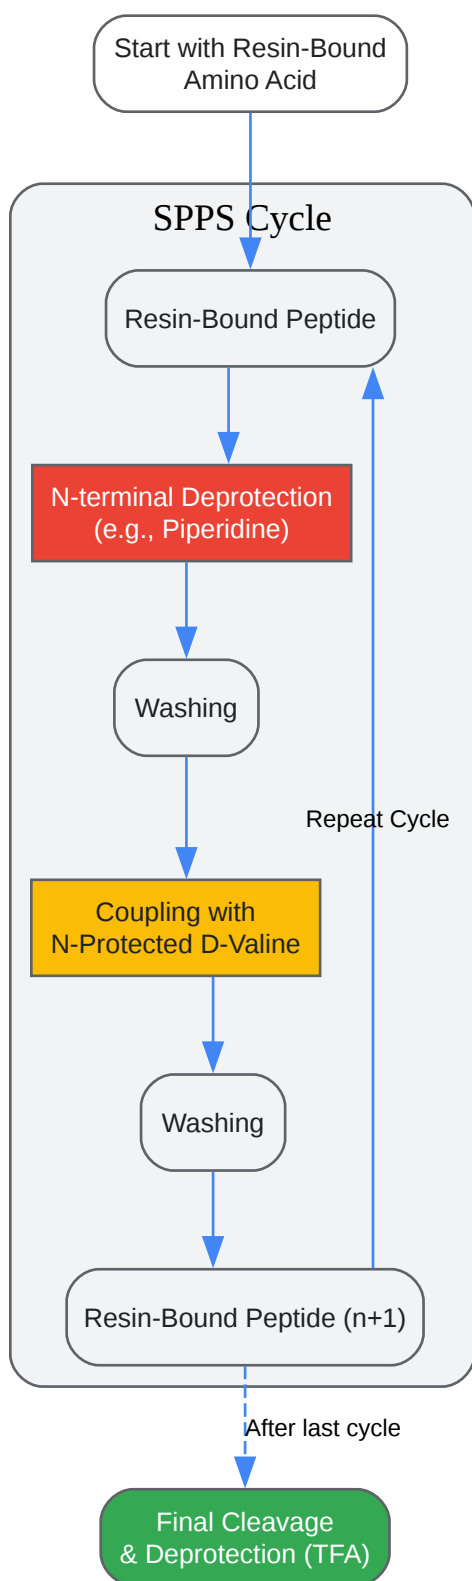 Start with Resin-Bound
Amino Acid
SPPS Cycle
Resin-Bound Peptide
N-terminal Deprotection
(e.g., Piperidine)
Washing
Repeat Cycle
Coupling with
N-Protected D-Valine
Washing
Resin-Bound Peptide (n+1)
After last cycle
Final Cleavage
& Deprotection (TFA)